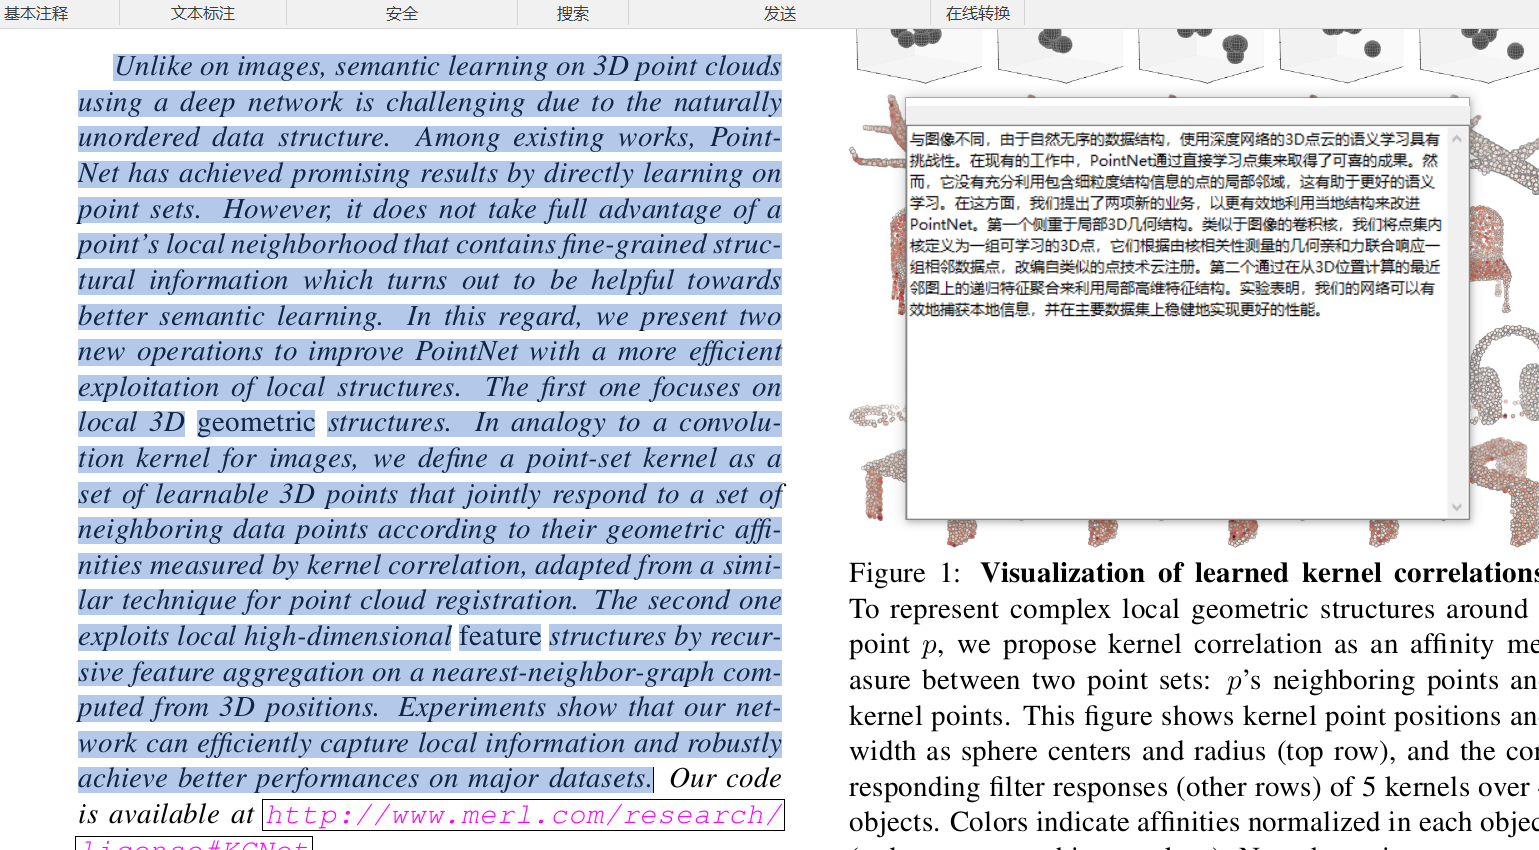 基本注释 文本标注 安全 搜索 发送 在线转换
Unlike on images, semantic learning on 3D point clouds
using a deep network is challenging due to the naturally
unordered data structure. Among existing works, Point-
Net has achieved promising results by directly learning on
point sets. However, it does not take full advantage of a
point's local neighborhood that contains fine-grained struc-
tural information which turns out to be helpful towards
better semantic learning. In this regard, we present two
new operations to improve PointNet with a more efficient
exploitation of local structures. The first one focuses on
local 3D geometric structures. In analogy to a convolu-
tion kernel for images, we define a point-set kernel as a
set of learnable 3D points that jointly respond to a set of
neighboring data points according to their geometric affi-
nities measured by kernel correlation, adapted from a simi-
lar technique for point cloud registration. The second one
exploits local high-dimensional feature structures by recur-
sive feature aggregation on a nearest-neighbor-graph com-
puted from 3D positions. Experiments show that our net-
work can efficiently capture local information and robustly
achieve better performances on major datasets. Our code
is available at http://www.merl.com/research/
license#KCNet
与图像不同，由于自然无序的数据结构，使用深度网络的3D点云的语义学习具有
挑战性。在现有的工作中，PointNet通过直接学习点集来取得了可喜的成果。然
而，它没有充分利用包含细粒度结构信息的点的局部邻域，这有助于更好的语义
学习。在这方面，我们提出了两项新的业务，以更有效地利用当地结构来改进
PointNet。第一个侧重于局部3D几何结构。类似于图像的卷积核，我们将点集内
核定义为一组可学习的3D点，它们根据由核相关性测量的几何亲和力联合响应一
组相邻数据点，改编自类似的点技术云注册。第二个通过在从3D位置计算的最近
邻图上的递归特征聚合来利用局部高维特征结构。实验表明，我们的网络可以有
效地捕获本地信息，并在主要数据集上稳健地实现更好的性能。
Figure 1: Visualization of learned kernel correlations
To represent complex local geometric structures around
point p, we propose kernel correlation as an affinity me
asure between two point sets: p's neighboring points an
kernel points. This figure shows kernel point positions an
width as sphere centers and radius (top row), and the cor
responding filter responses (other rows) of 5 kernels over
objects. Colors indicate affinities normalized in each objec